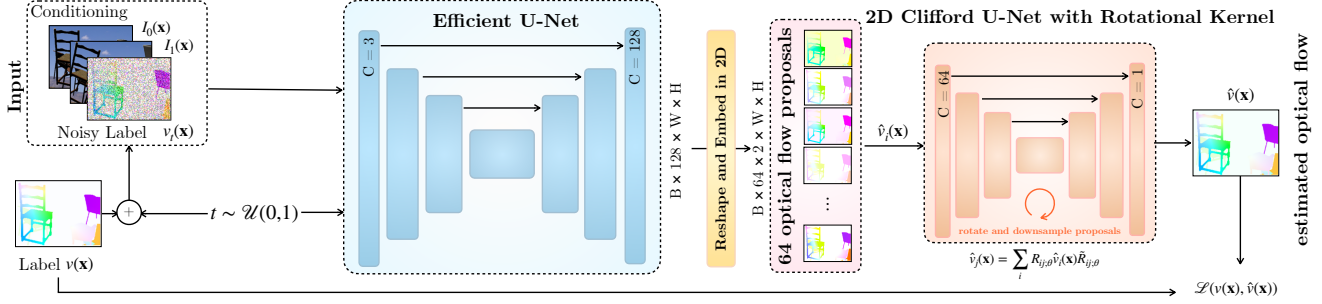 Input
Conditioning
I₀(x)
I₁(x)
Noisy Label
vₜ(x)
Label v(x)
+
t ∼ 𝒰(0,1)
Efficient U-Net
C = 3
C = 128
B × 128 × W × H
Reshape and Embed in 2D
B × 64 × 2 × W × H
64 optical flow proposals
...
v̂ᵢ(x)
2D Clifford U-Net with Rotational Kernel
C = 64
C = 1
rotate and downsample proposals
v̂ⱼ(x) = ∑ᵢ Rᵢⱼ;θ v̂ᵢ(x) R̃ᵢⱼ;θ
v̂(x)
estimated optical flow
ℒ(v(x), v̂(x))